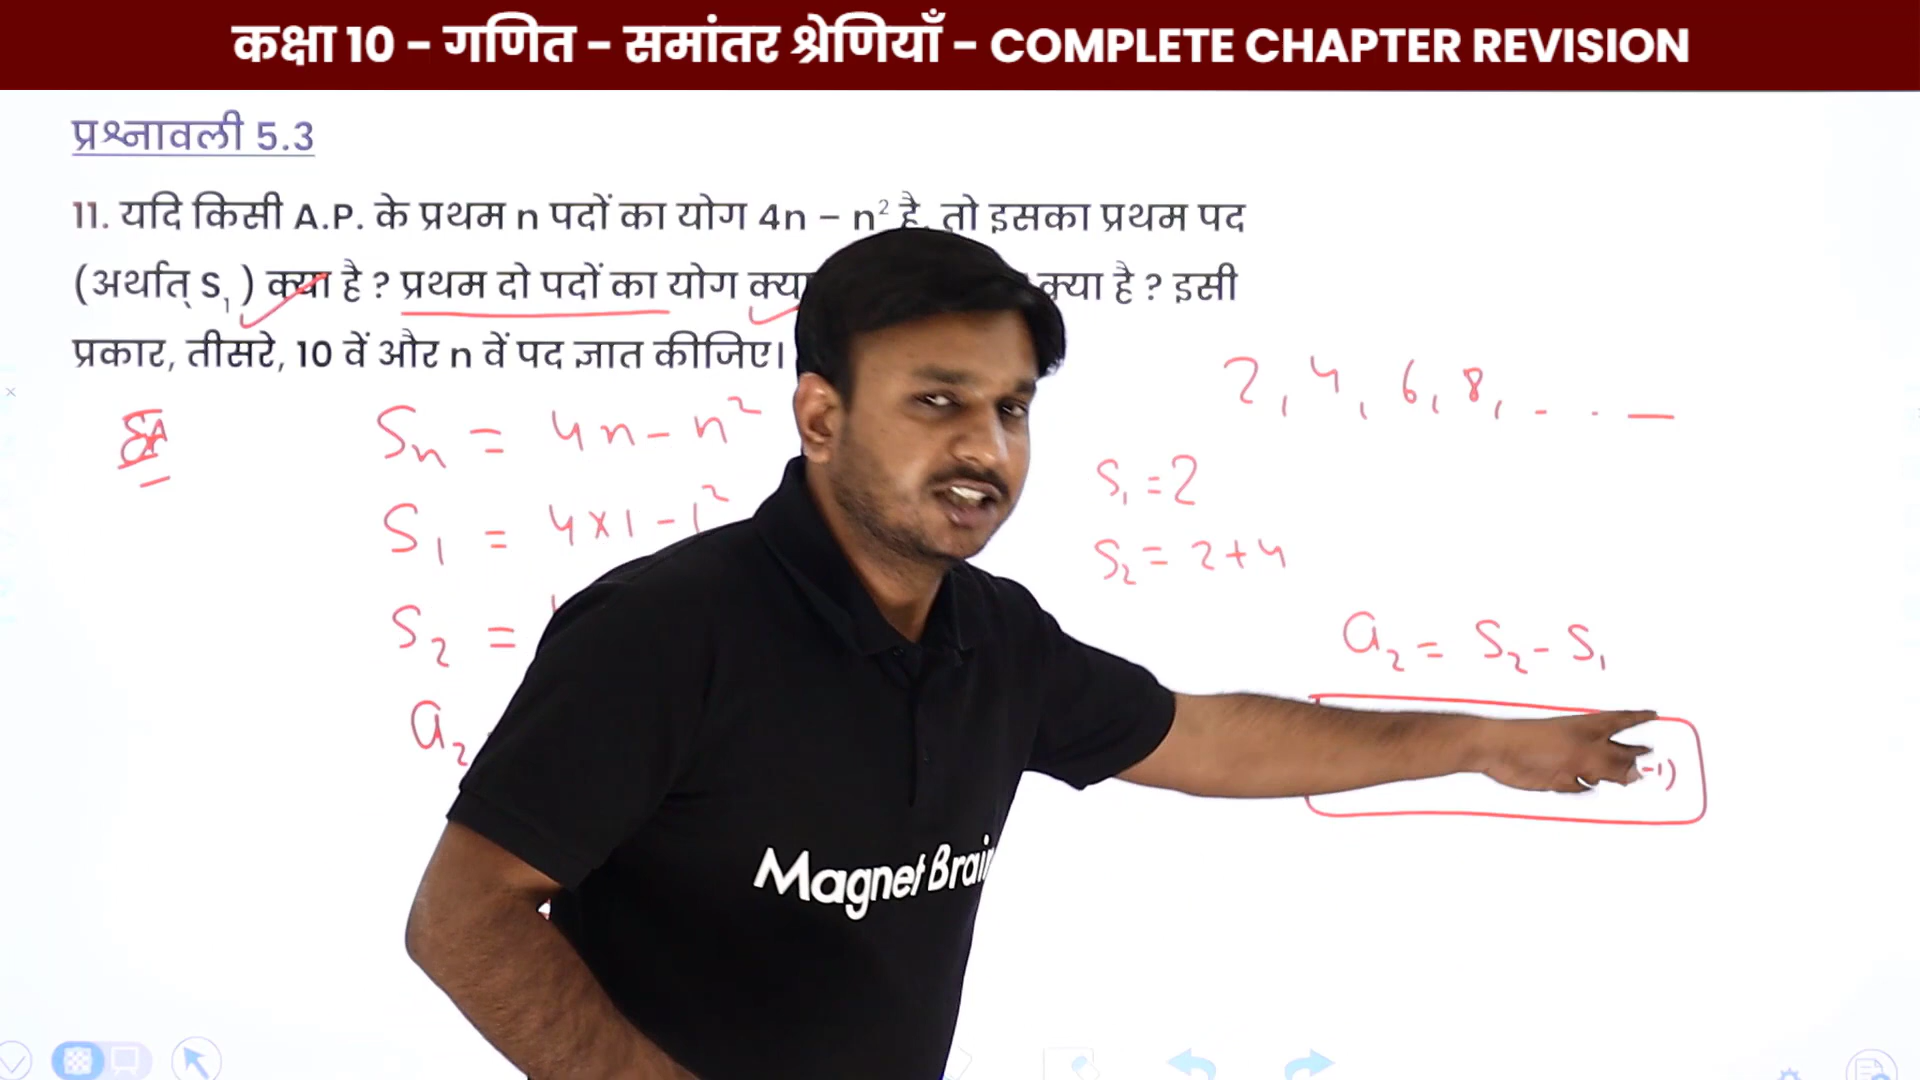 कक्षा 10 – गणित – समांतर श्रेणियाँ – COMPLETE CHAPTER REVISION
प्रश्नावली 5.3
11. यदि किसी A.P. के प्रथम n पदों का योग 4n – n² है, तो इसका प्रथम पद
(अर्थात् S₁ ) क्या है ? प्रथम दो पदों का योग क्या क्या है ? इसी
प्रकार, तीसरे, 10 वें और n वें पद ज्ञात कीजिए।
2, 4, 6, 8, - - - —
Sₙ = 4n – n²
S₁ = 4×1 – 1²
S₁ = 2
S₂ = 2+4
S₂ =
a₂ = S₂ – S₁
a₂
-1)
Magnet Brain